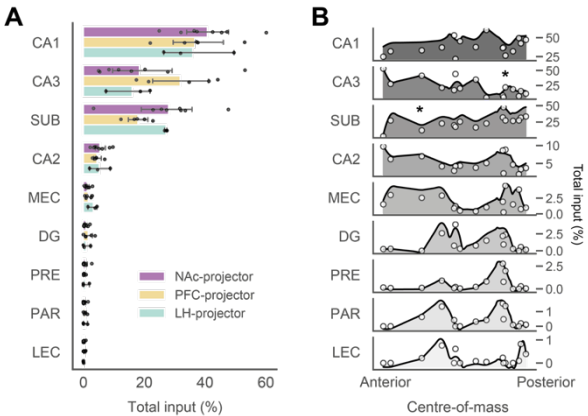 A
CA1
CA3
SUB
CA2
MEC
DG
PRE
PAR
LEC
NAc-projector
PFC-projector
LH-projector
0 20 40 60
Total input (%)
B
CA1 50
25
CA3 * 50
25
SUB * 50
25
CA2 10
5
MEC 2.5
0.0
DG 2.5
0.0
PRE 2.5
0.0
PAR 1
0
LEC 1
0
Total input (%)
Anterior Posterior
Centre-of-mass